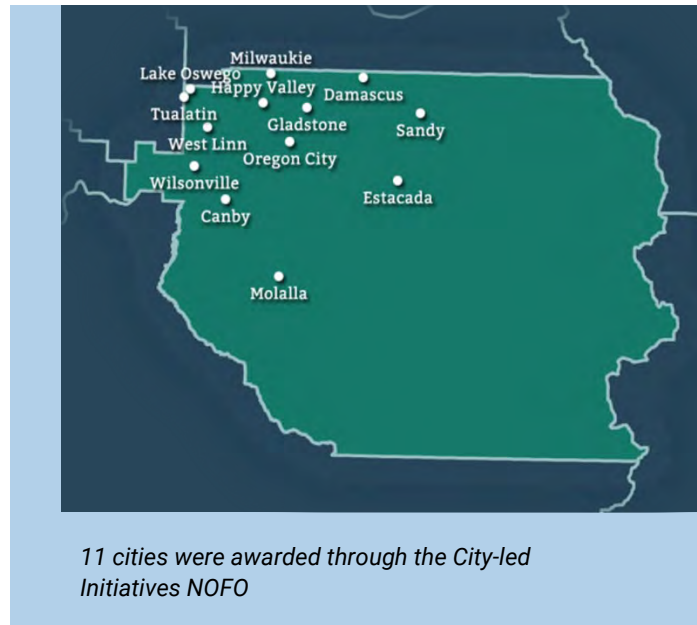 Milwaukie
Lake Oswego
Happy Valley
Damascus
Tualatin
Gladstone
Sandy
West Linn
Oregon City
Wilsonville
Estacada
Canby
Molalla
11 cities were awarded through the City-led
Initiatives NOFO